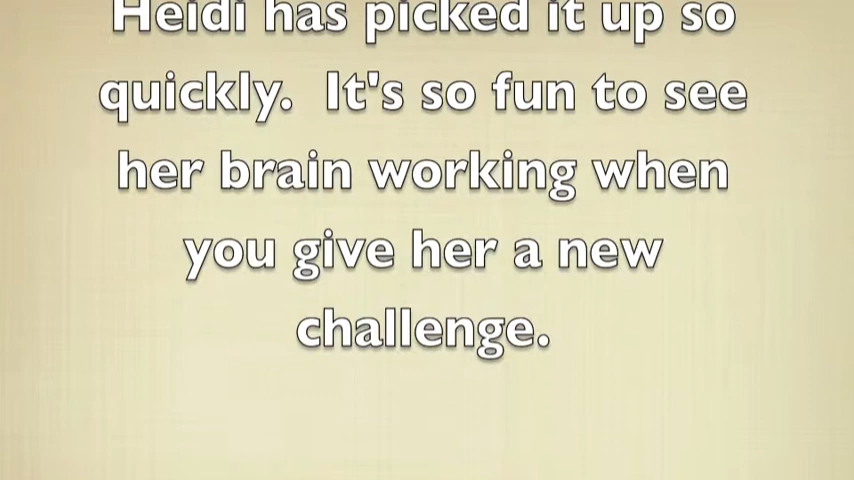 Heidi has picked it up so
quickly.  It's so fun to see
her brain working when
you give her a new
challenge.